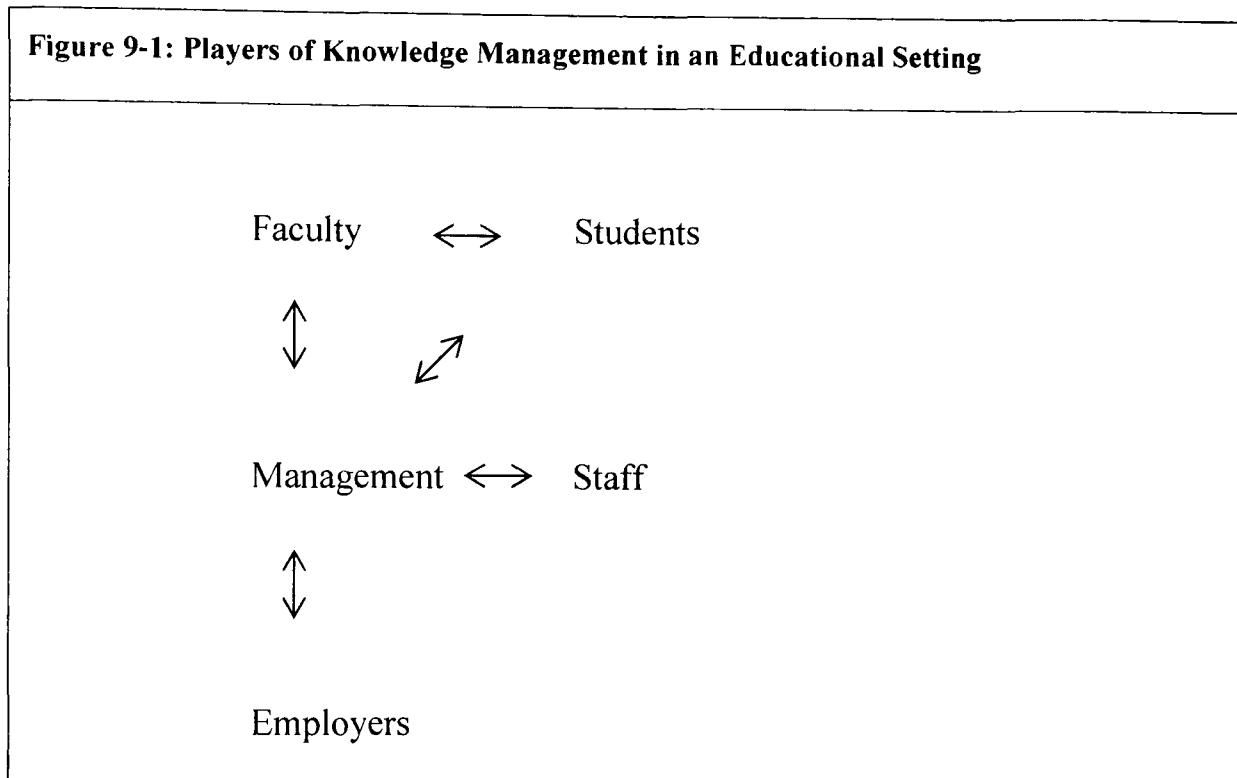 Figure 9-1: Players of Knowledge Management in an Educational Setting
Faculty Students
Management Staff
Employers